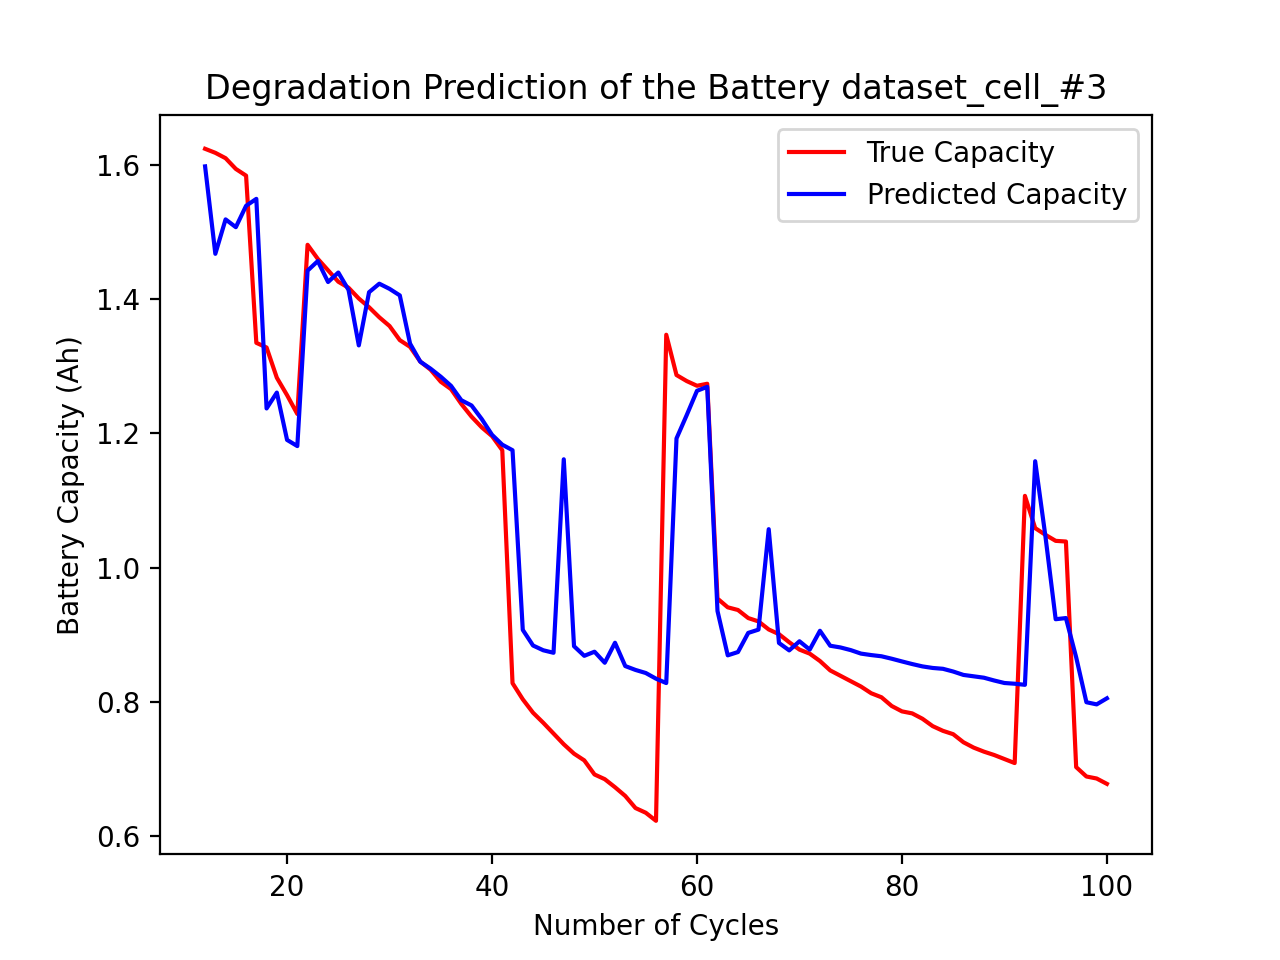 Degradation Prediction of the Battery dataset_cell_#3
True Capacity
Predicted Capacity
Battery Capacity (Ah)
1.6
1.4
1.2
1.0
0.8
0.6
20 40 60 80 100
Number of Cycles